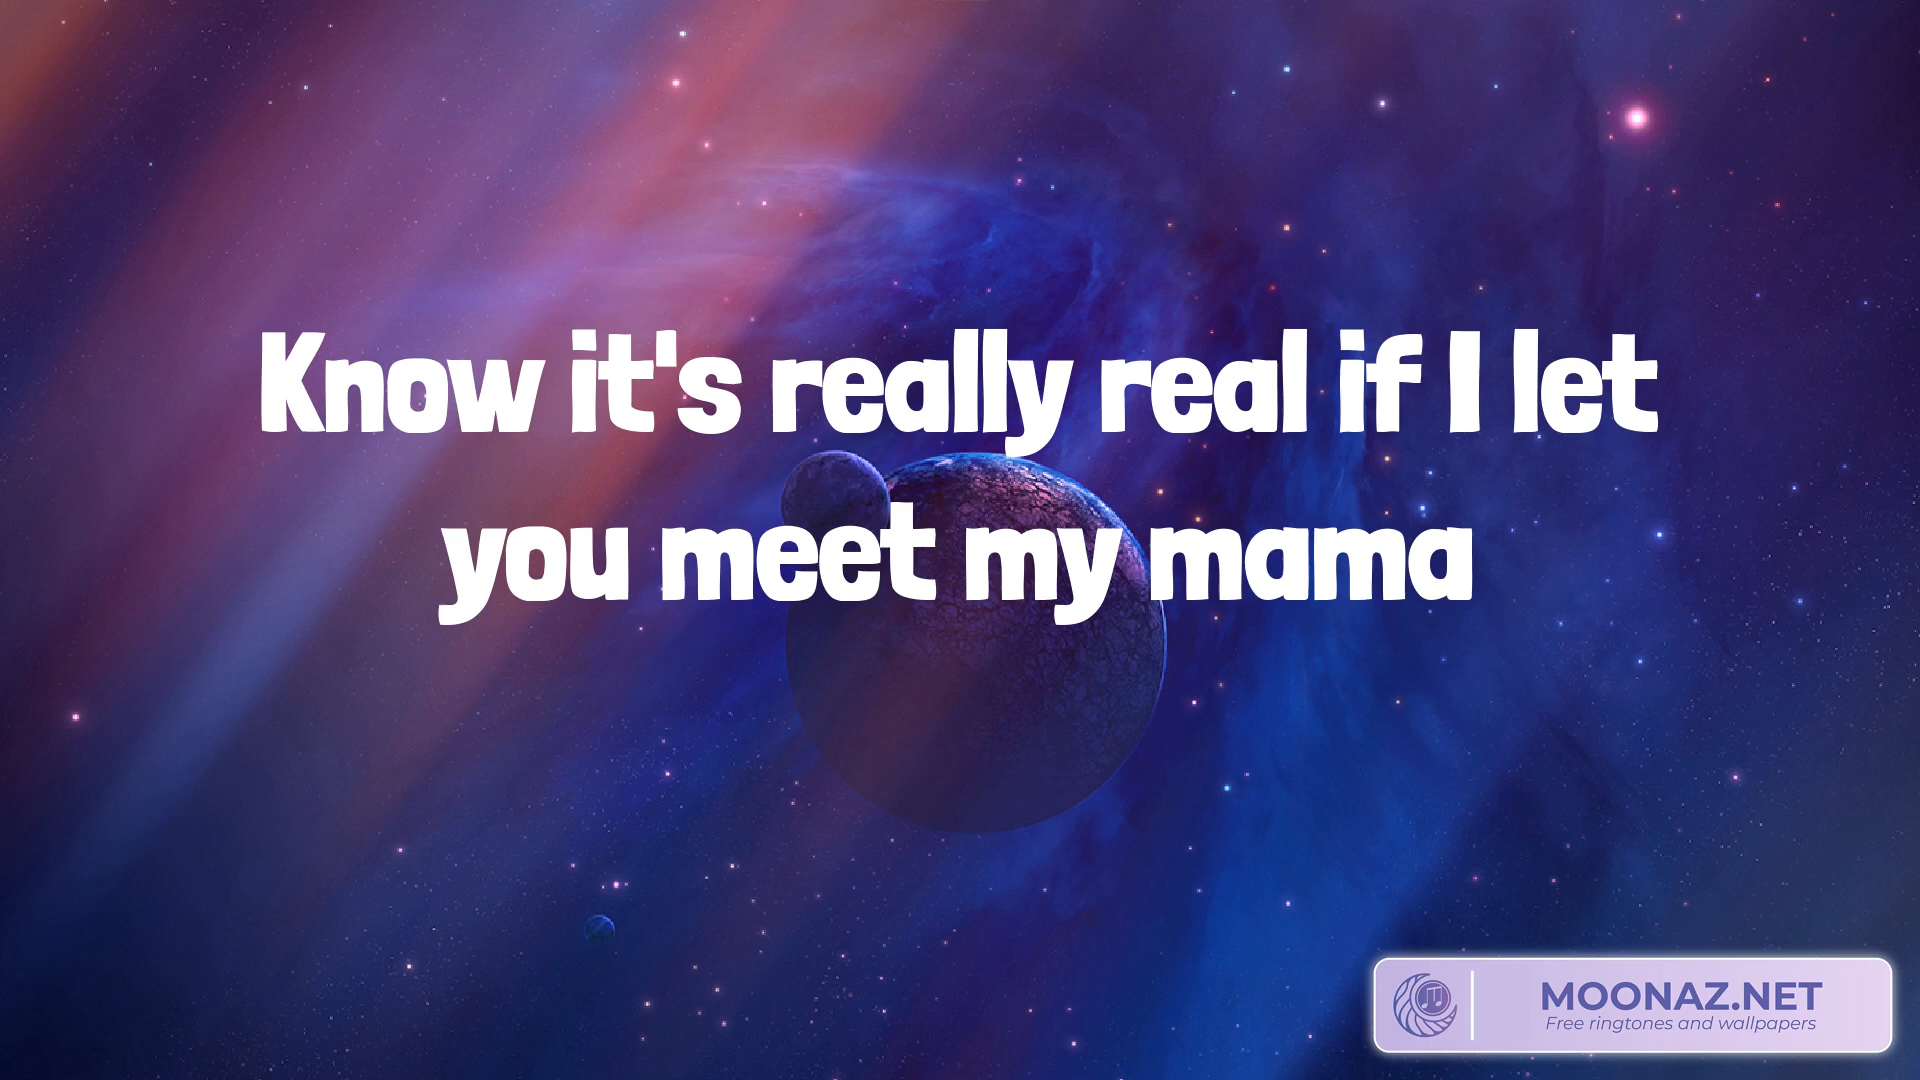 Know it's really real if I let
you meet my mama
MOONAZ.NET
Free ringtones and wallpapers